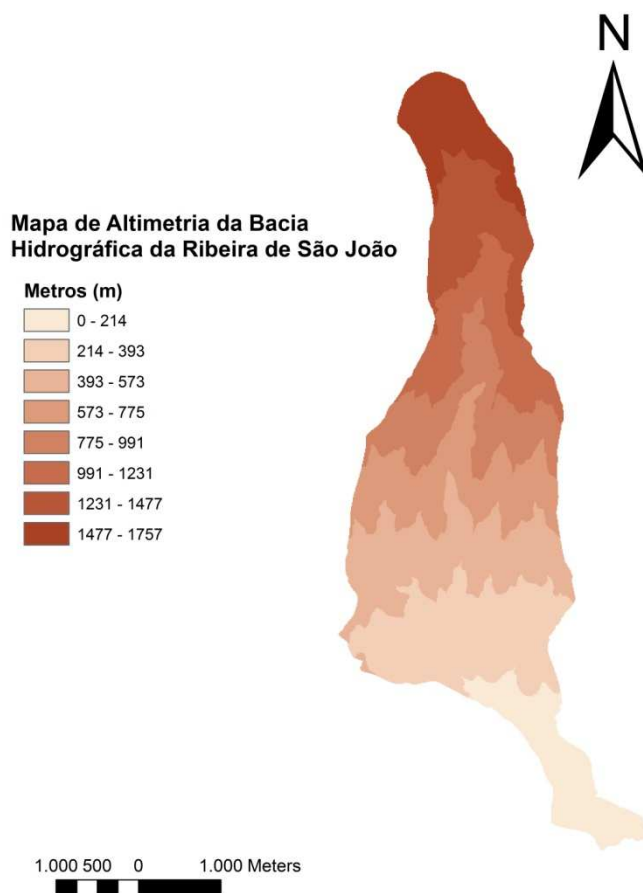 N
Mapa de Altimetria da Bacia
Hidrográfica da Ribeira de São João
Metros (m)
0 - 214
214 - 393
393 - 573
573 - 775
775 - 991
991 - 1231
1231 - 1477
1477 - 1757
1.000 500 0 1.000 Meters